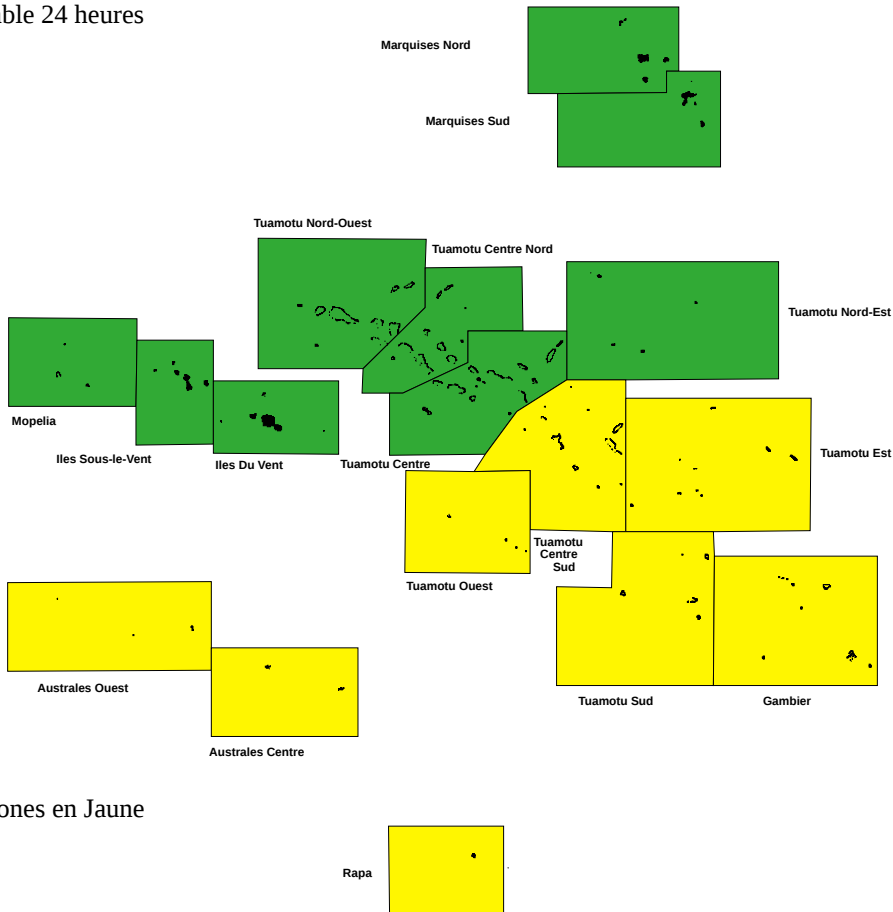 24 heures
Marquises Nord
Marquises Sud
Tuamotu Nord-Ouest
Tuamotu Centre Nord
Tuamotu Nord-Est
Mopelia
Iles Sous-le-Vent
Iles Du Vent
Tuamotu Centre
Tuamotu Est
Tuamotu
Centre
Sud
Tuamotu Ouest
Australes Ouest
Tuamotu Sud
Gambier
Australes Centre
en Jaune
Rapa